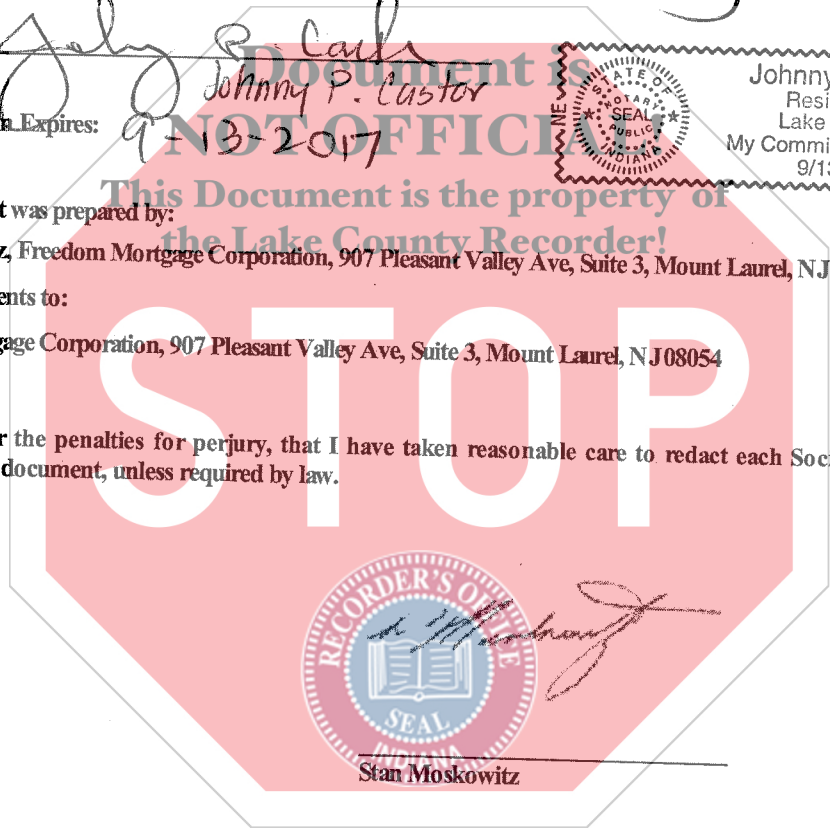 Johnny P. Castor
Document is
NOT OFFICIAL
This Document is the property of
the Lake County Recorder!
n Expires: 9-13-2017
STATE OF
NOTARY
SEAL
PUBLIC
INDIANA
NE
Johnny
Resi
Lake
My Commi
9/13
t was prepared by:
z, Freedom Mortgage Corporation, 907 Pleasant Valley Ave, Suite 3, Mount Laurel, NJ
ents to:
gage Corporation, 907 Pleasant Valley Ave, Suite 3, Mount Laurel, NJ08054
STOP
r the penalties for perjury, that I have taken reasonable care to redact each Soci
document, unless required by law.
RECORDER'S OFFICE
SEAL
INDIANA
Stan Moskowitz